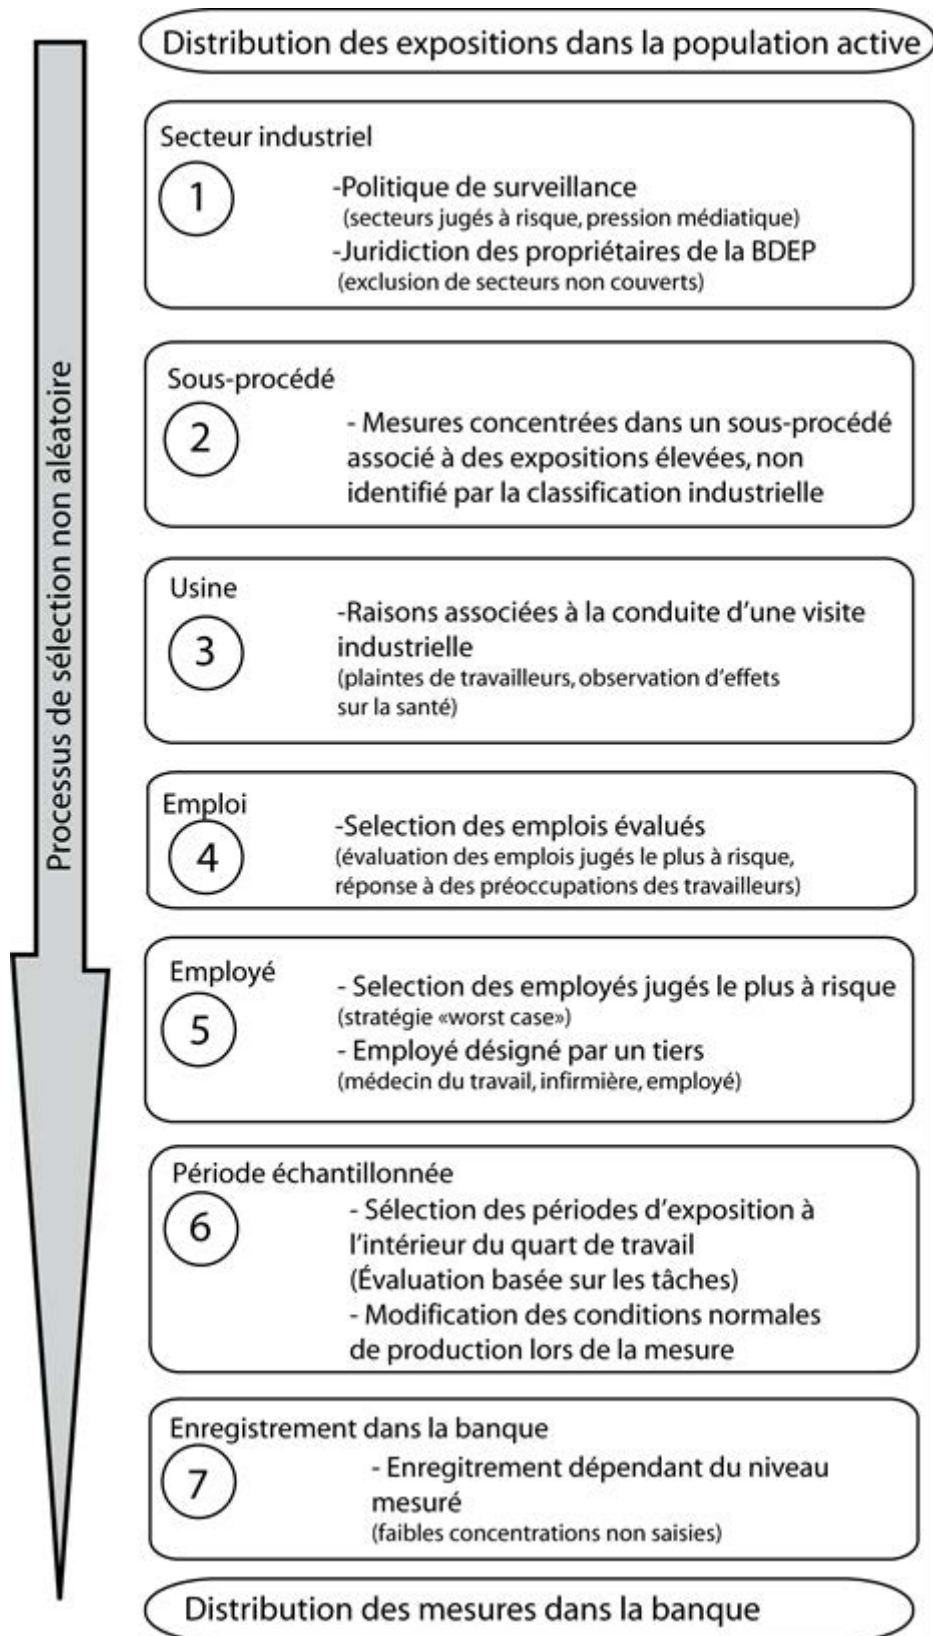 Distribution des expositions dans la population active
Processus de sélection non aléatoire
Secteur industriel
1
-Politique de surveillance
(secteurs jugés à risque, pression médiatique)
-Juridiction des propriétaires de la BDEP
(exclusion de secteurs non couverts)
Sous-procédé
2
- Mesures concentrées dans un sous-procédé
associé à des expositions élevées, non
identifié par la classification industrielle
Usine
3
-Raisons associées à la conduite d'une visite
industrielle
(plaintes de travailleurs, observation d'effets
sur la santé)
Emploi
4
-Selection des emplois évalués
(évaluation des emplois jugés le plus à risque,
réponse à des préoccupations des travailleurs)
Employé
5
- Selection des employés jugés le plus à risque
(stratégie «worst case»)
- Employé désigné par un tiers
(médecin du travail, infirmière, employé)
Période échantillonnée
6
- Sélection des périodes d'exposition à
l'intérieur du quart de travail
(Évaluation basée sur les tâches)
- Modification des conditions normales
de production lors de la mesure
Enregistrement dans la banque
7
- Enregitrement dépendant du niveau
mesuré
(faibles concentrations non saisies)
Distribution des mesures dans la banque